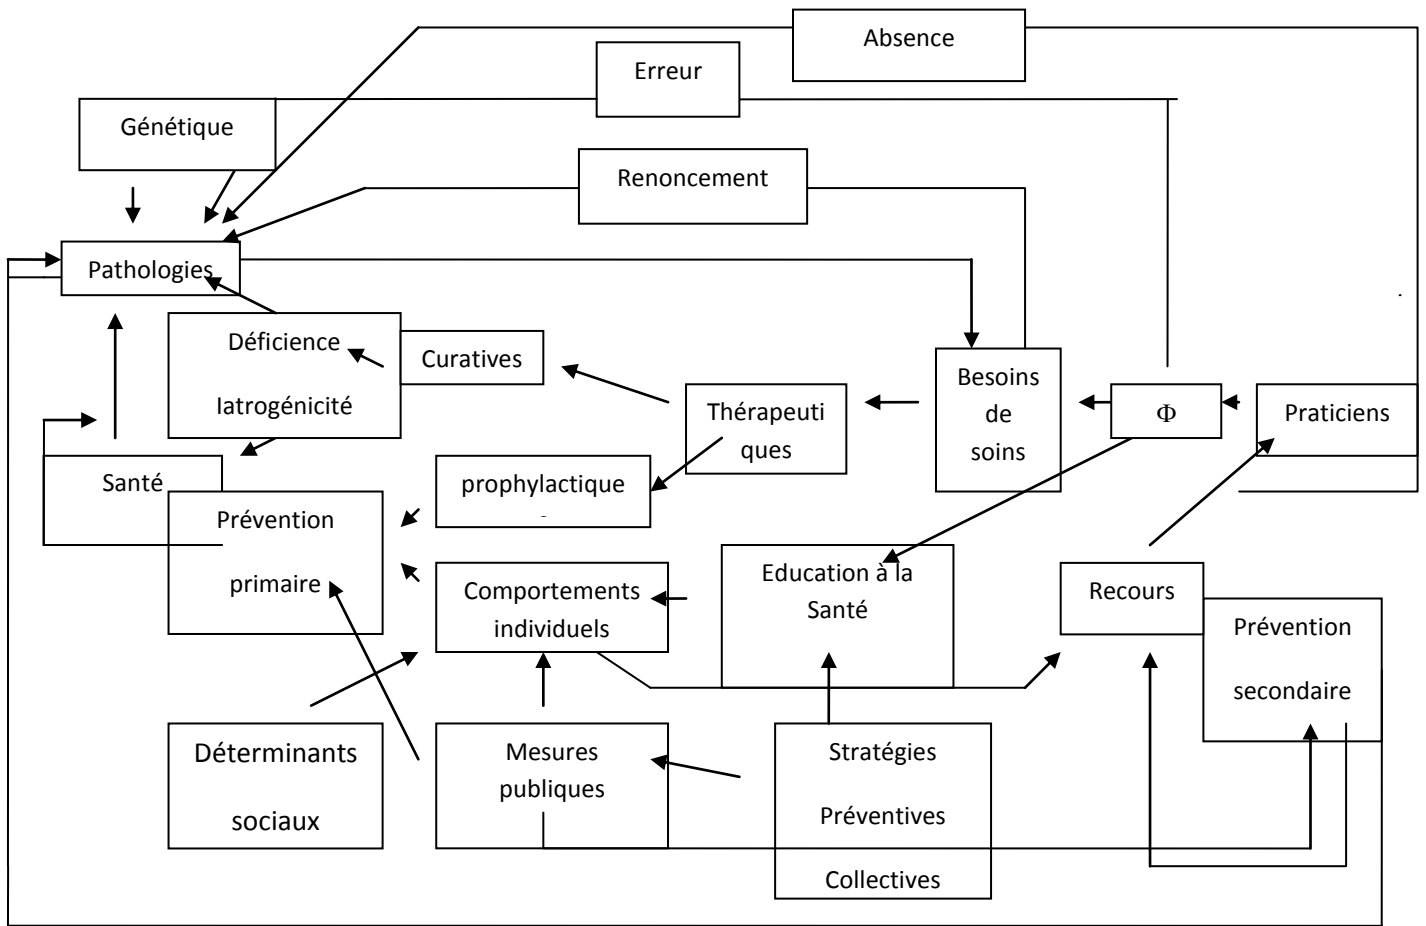 Absence
Erreur
Génétique
Renoncement
Pathologies
Déficience
Iatrogénicité
Curatives
Besoins
de
soins
Thérapeuti
ques
Φ
Praticiens
Santé
prophylactique
Prévention
primaire
Comportements
individuels
Education à la
Santé
Recours
Prévention
secondaire
Déterminants
sociaux
Mesures
publiques
Stratégies
Préventives
Collectives